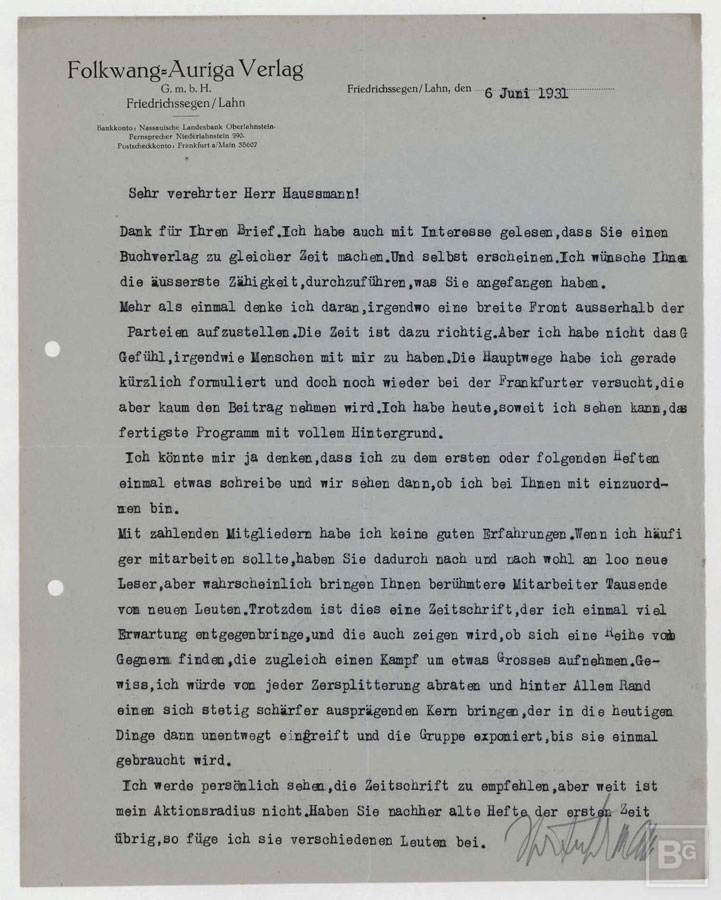 Folkwang=Auriga Verlag
G. m. b. H.
Friedrichssegen/Lahn
Bankkonto: Nassauische Landesbank Oberlahnstein.
Fernsprecher Niederlahnstein 290.
Postscheckkonto: Frankfurt a/Main 35607
*
Friedrichssegen/Lahn, den 6 Juni 1931
Sehr verehrter Herr Haussmann!
Dank für Ihren Brief.Ich habe auch mit Interesse gelesen,dass Sie einen
Buchverlag zu gleicher Zeit machen.Und selbst erscheinen.Ich wünsche Ihnen
die äusserste Zähigkeit,durchzuführen,was Sie angefangen haben.
Mehr als einmal denke ich daran,irgendwo eine breite Front ausserhalb der
Parteien aufzustellen.Die Zeit ist dazu richtig.Aber ich habe nicht das G
Gefühl,irgendwie Menschen mit mir zu haben.Die Hauptwege habe ich gerade
kürzlich formuliert und doch noch wieder bei der Frankfurter versucht,die
aber kaum den Beitrag nehmen wird.Ich habe heute,soweit ich sehen kann,das
fertigste Programm mit vollem Hintergrund.
Ich könnte mir ja denken,dass ich zu dem ersten oder folgenden Heften
einmal etwas schreibe und wir sehen dann,ob ich bei Ihnen mit einzuord-
nen bin.
Mit zahlenden Mitgliedern habe ich keine guten Erfahrungen.Wenn ich häufi
ger mitarbeiten sollte,haben Sie dadurch nach und nach wohl an 1oo neue
Leser,aber wahrscheinlich bringen Ihnen berühmtere Mitarbeiter Tausende
von neuen Leuten.Trotzdem ist dies eine Zeitschrift,der ich einmal viel
Erwartung entgegenbringe,und die auch zeigen wird,ob sich eine Reihe von
Gegnern finden,die zugleich einen Kampf um etwas Grosses aufnehmen.Ge-
wiss,ich würde von jeder Zersplitterung abraten und hinter Allem Rand
einen sich stetig schärfer ausprägenden Kern bringen,der in die heutigen
Dinge dann unentwegt eingreift und die Gruppe exponiert,bis sie einmal
gebraucht wird.
Ich werde persönlich sehen,die Zeitschrift zu empfehlen,aber weit ist
mein Aktionsradius nicht.Haben Sie nachher alte Hefte der ersten Zeit
übrig,so füge ich sie verschiedenen Leuten bei.
BG